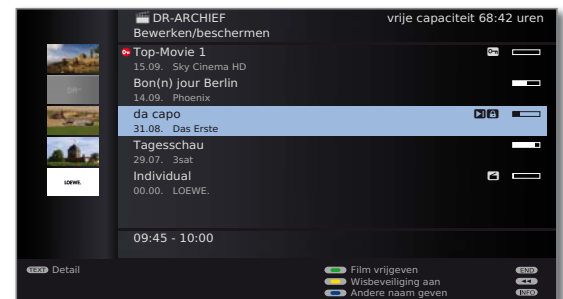 DR-ARCHIEF
vrije capaciteit 68:42 uren
Bewerken/beschermen
Top-Movie 1
15.09. Sky Cinema HD
Bon(n) jour Berlin
14.09. Phoenix
da capo
31.08. Das Erste
Tagesschau
29.07. 3sat
Individual
00.00. LOEWE.
LOEWE.
09:45 - 10:00
TEXT Detail
Film vrijgeven
END
Wisbeveiliging aan
Andere naam geven
INFO